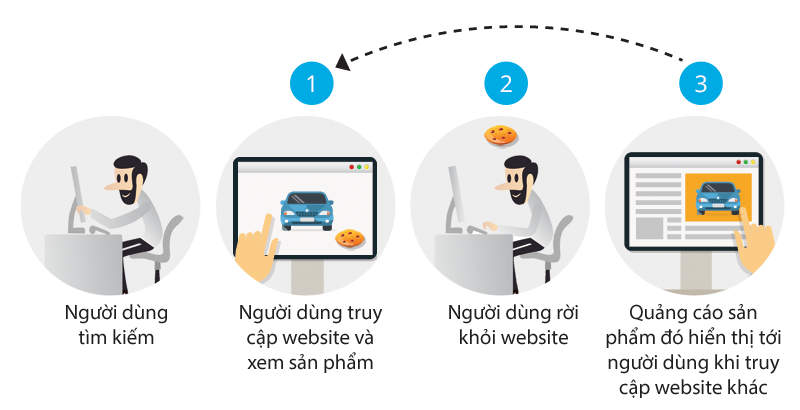 1
2
3
Người dùng
tìm kiếm
Người dùng truy
cập website và
xem sản phẩm
Người dùng rời
khỏi website
Quảng cáo sản
phẩm đó hiển thị tới
người dùng khi truy
cập website khác